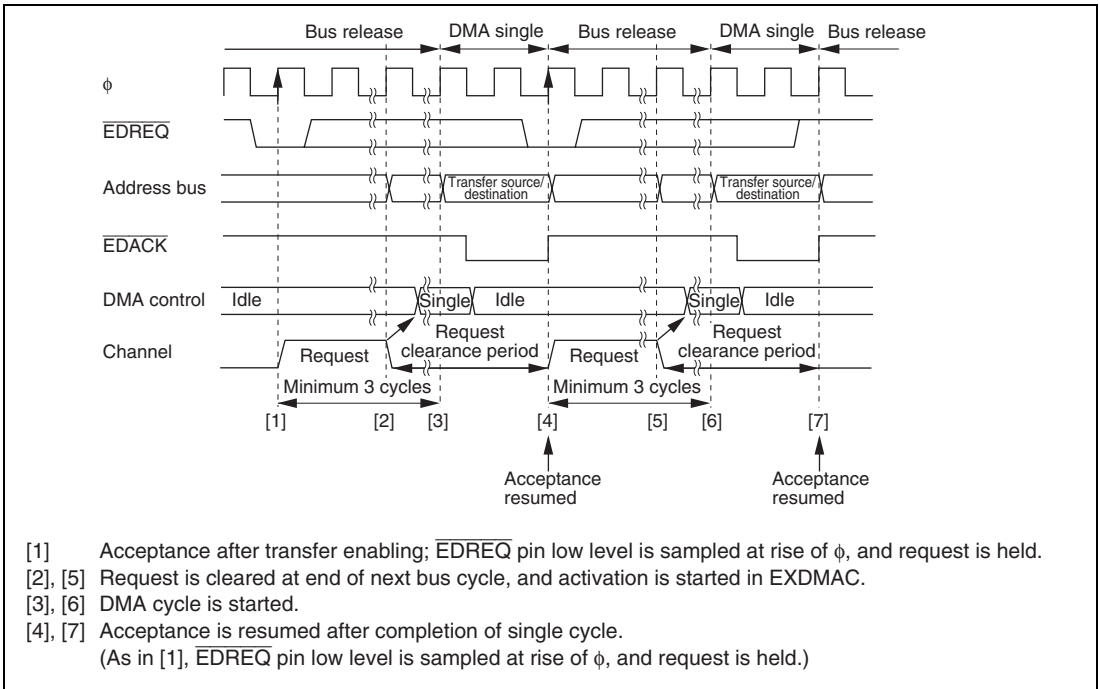 Bus release DMA single Bus release DMA single Bus release
ϕ
EDREQ
Address bus Transfer source/ destination Transfer source/ destination
EDACK
DMA control Idle Single Idle Single Idle
Channel Request Request clearance period Request Request clearance period
Minimum 3 cycles Minimum 3 cycles
[1] [2] [3] [4] [5] [6] [7]
Acceptance resumed Acceptance resumed
[1] Acceptance after transfer enabling; EDREQ pin low level is sampled at rise of ϕ, and request is held.
[2], [5] Request is cleared at end of next bus cycle, and activation is started in EXDMAC.
[3], [6] DMA cycle is started.
[4], [7] Acceptance is resumed after completion of single cycle.
(As in [1], EDREQ pin low level is sampled at rise of ϕ, and request is held.)